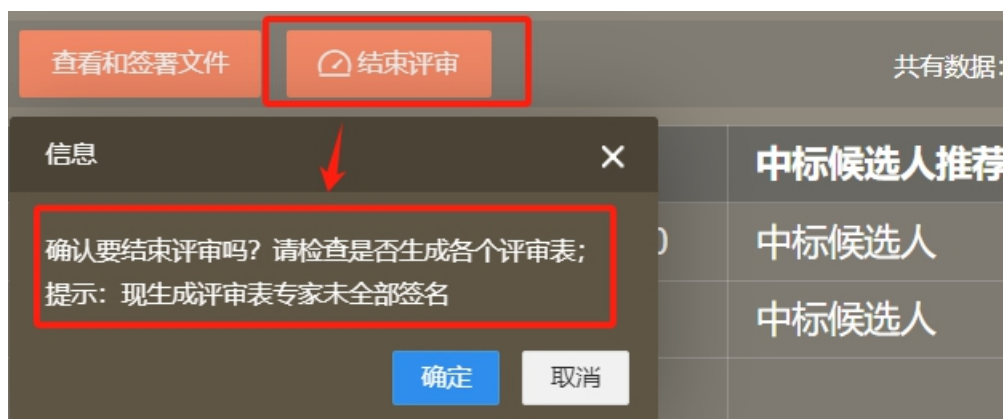 查看和签署文件
结束评审
共有数据:
信息
中标候选人推荐
确认要结束评审吗？请检查是否生成各个评审表；
提示：现生成评审表专家未全部签名
中标候选人
中标候选人
确定
取消